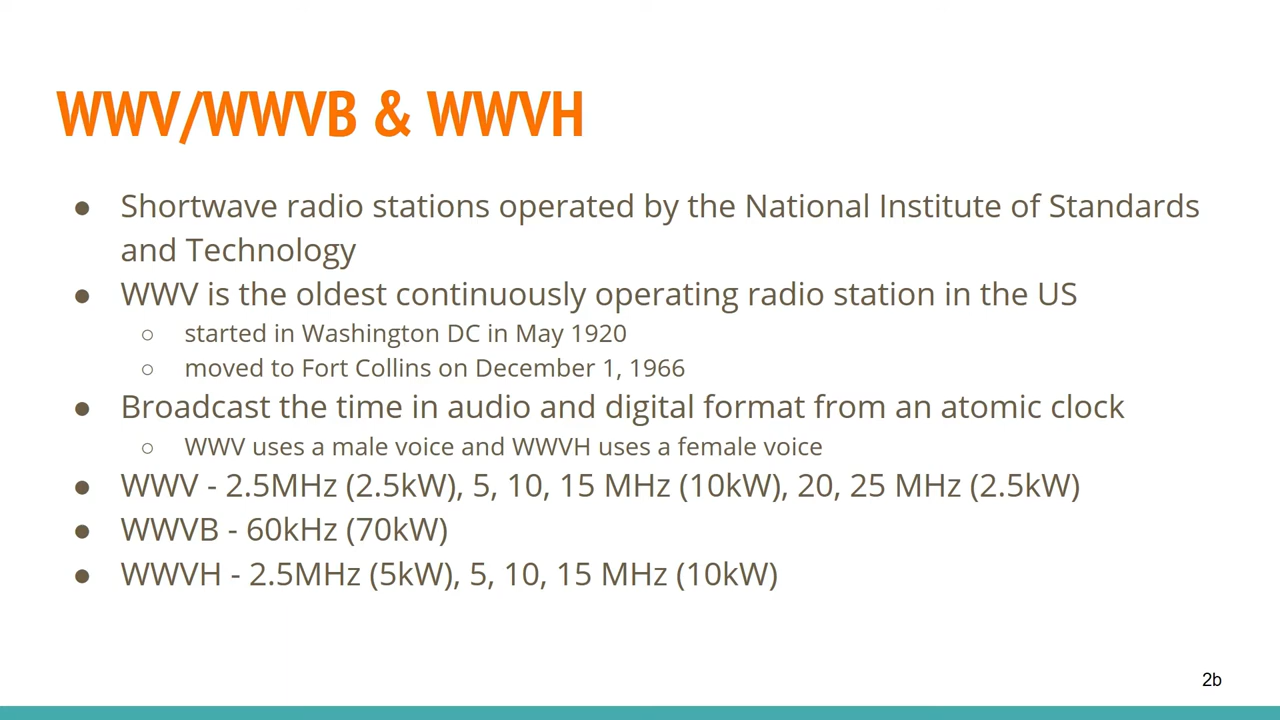 WWV/WWVB & WWVH
● Shortwave radio stations operated by the National Institute of Standards
and Technology
● WWV is the oldest continuously operating radio station in the US
○ started in Washington DC in May 1920
○ moved to Fort Collins on December 1, 1966
● Broadcast the time in audio and digital format from an atomic clock
○ WWV uses a male voice and WWVH uses a female voice
● WWV - 2.5MHz (2.5kW), 5, 10, 15 MHz (10kW), 20, 25 MHz (2.5kW)
● WWVB - 60kHz (70kW)
● WWVH - 2.5MHz (5kW), 5, 10, 15 MHz (10kW)
2b